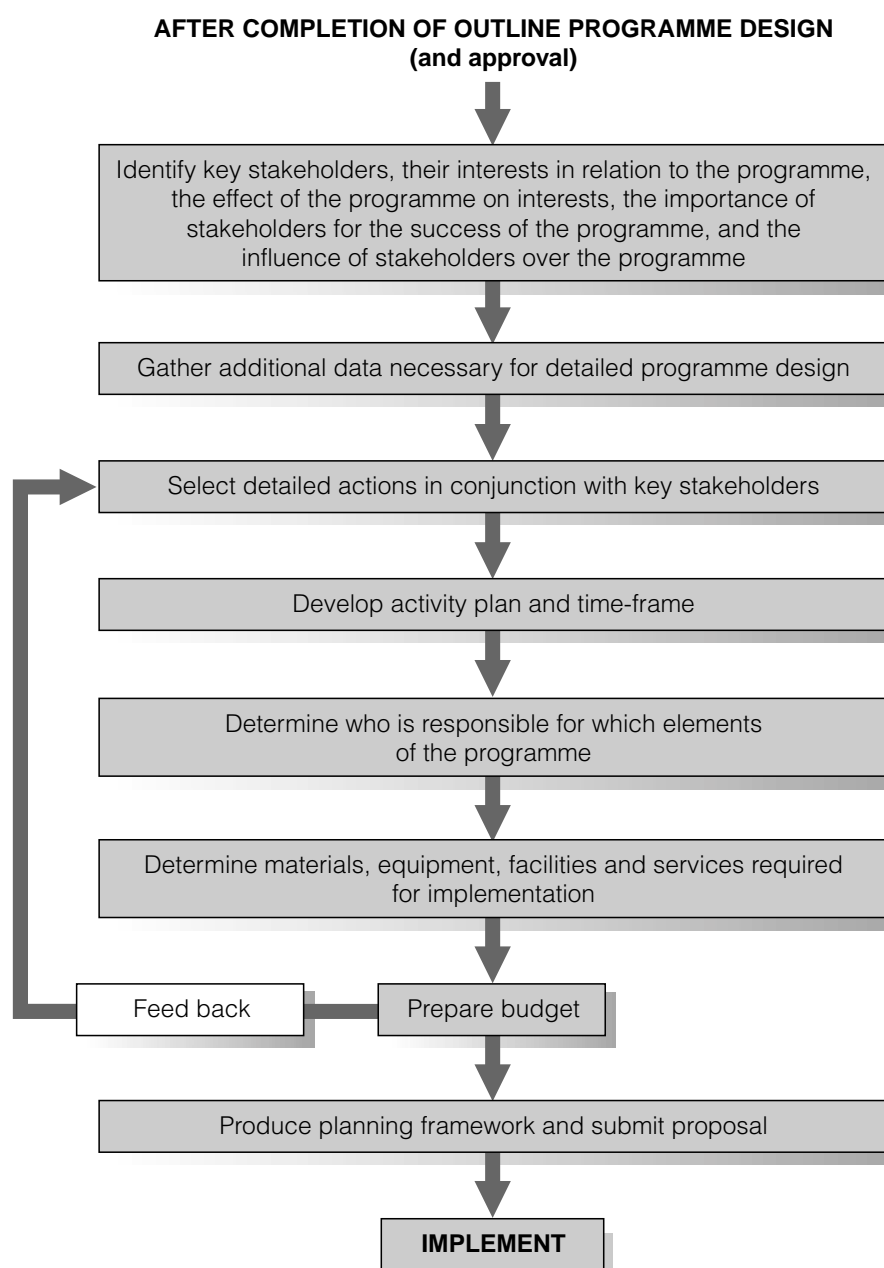 AFTER COMPLETION OF OUTLINE PROGRAMME DESIGN
(and approval)
Identify key stakeholders, their interests in relation to the programme,
the effect of the programme on interests, the importance of
stakeholders for the success of the programme, and the
influence of stakeholders over the programme
Gather additional data necessary for detailed programme design
Select detailed actions in conjunction with key stakeholders
Develop activity plan and time-frame
Determine who is responsible for which elements
of the programme
Determine materials, equipment, facilities and services required
for implementation
Feed back
Prepare budget
Produce planning framework and submit proposal
IMPLEMENT